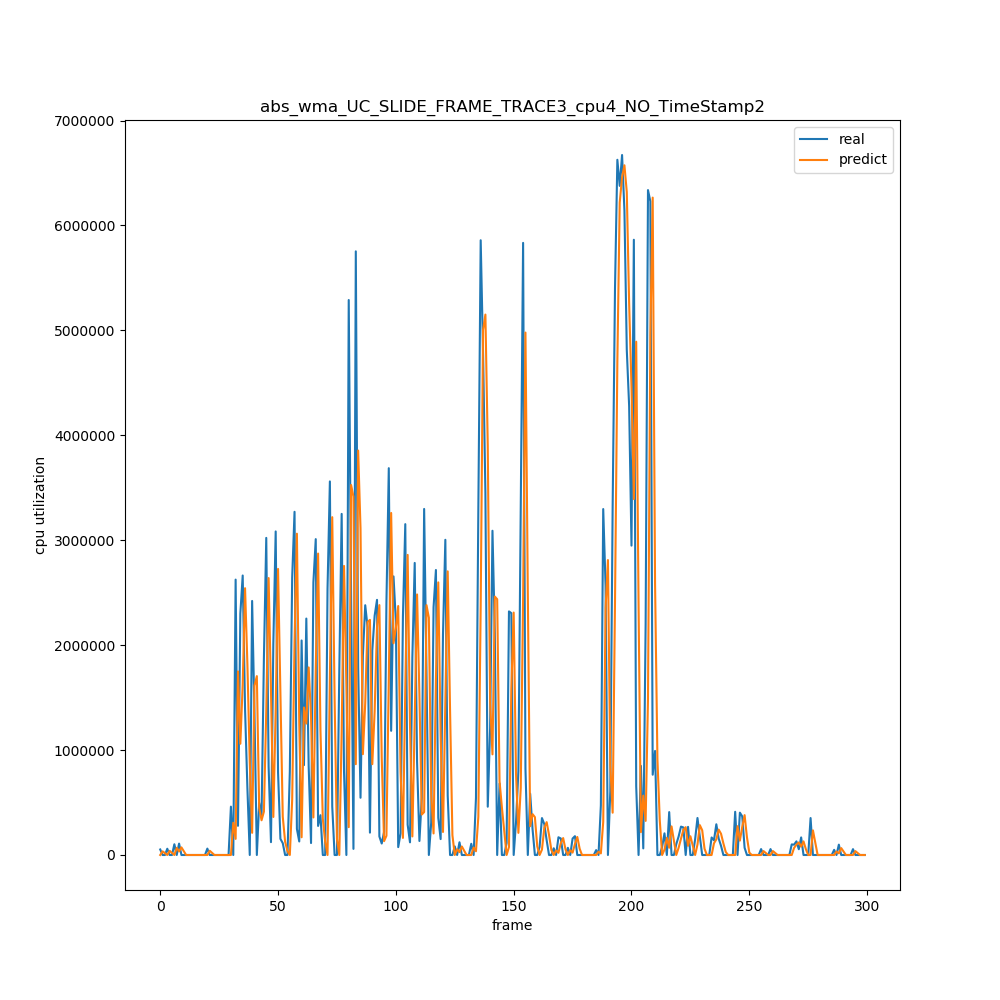 abs_wma_UC_SLIDE_FRAME_TRACE3_cpu4_NO_TimeStamp2
7000000
6000000
5000000
4000000
3000000
2000000
1000000
0
cpu utilization
real
predict
0 50 100 150 200 250 300
frame